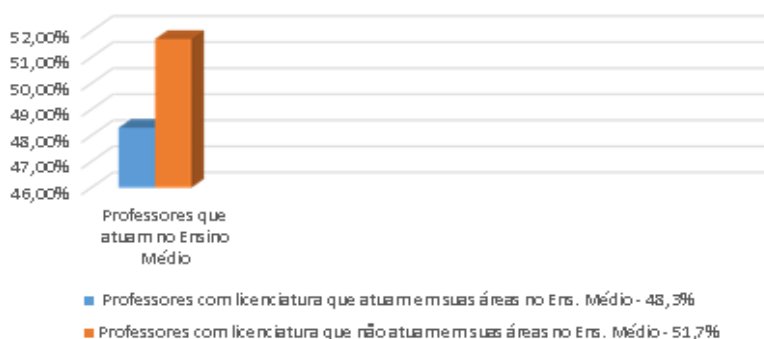 52,00%
51,00%
50,00%
49,00%
48,00%
47,00%
46,00%
Professores que
atuam no Ensino
Médio
Professores com licenciatura que atuam em suas áreas no Ens. Médio - 48,3%
Professores com licenciatura que não atuam em suas áreas no Ens. Médio - 51,7%